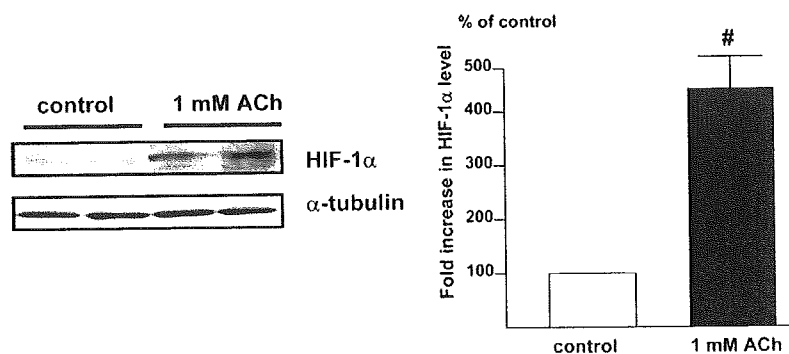 control
1 mM ACh
HIF-1α
α-tubulin
% of control
Fold increase in HIF-1α level
#
500
400
300
200
100
control
1 mM ACh